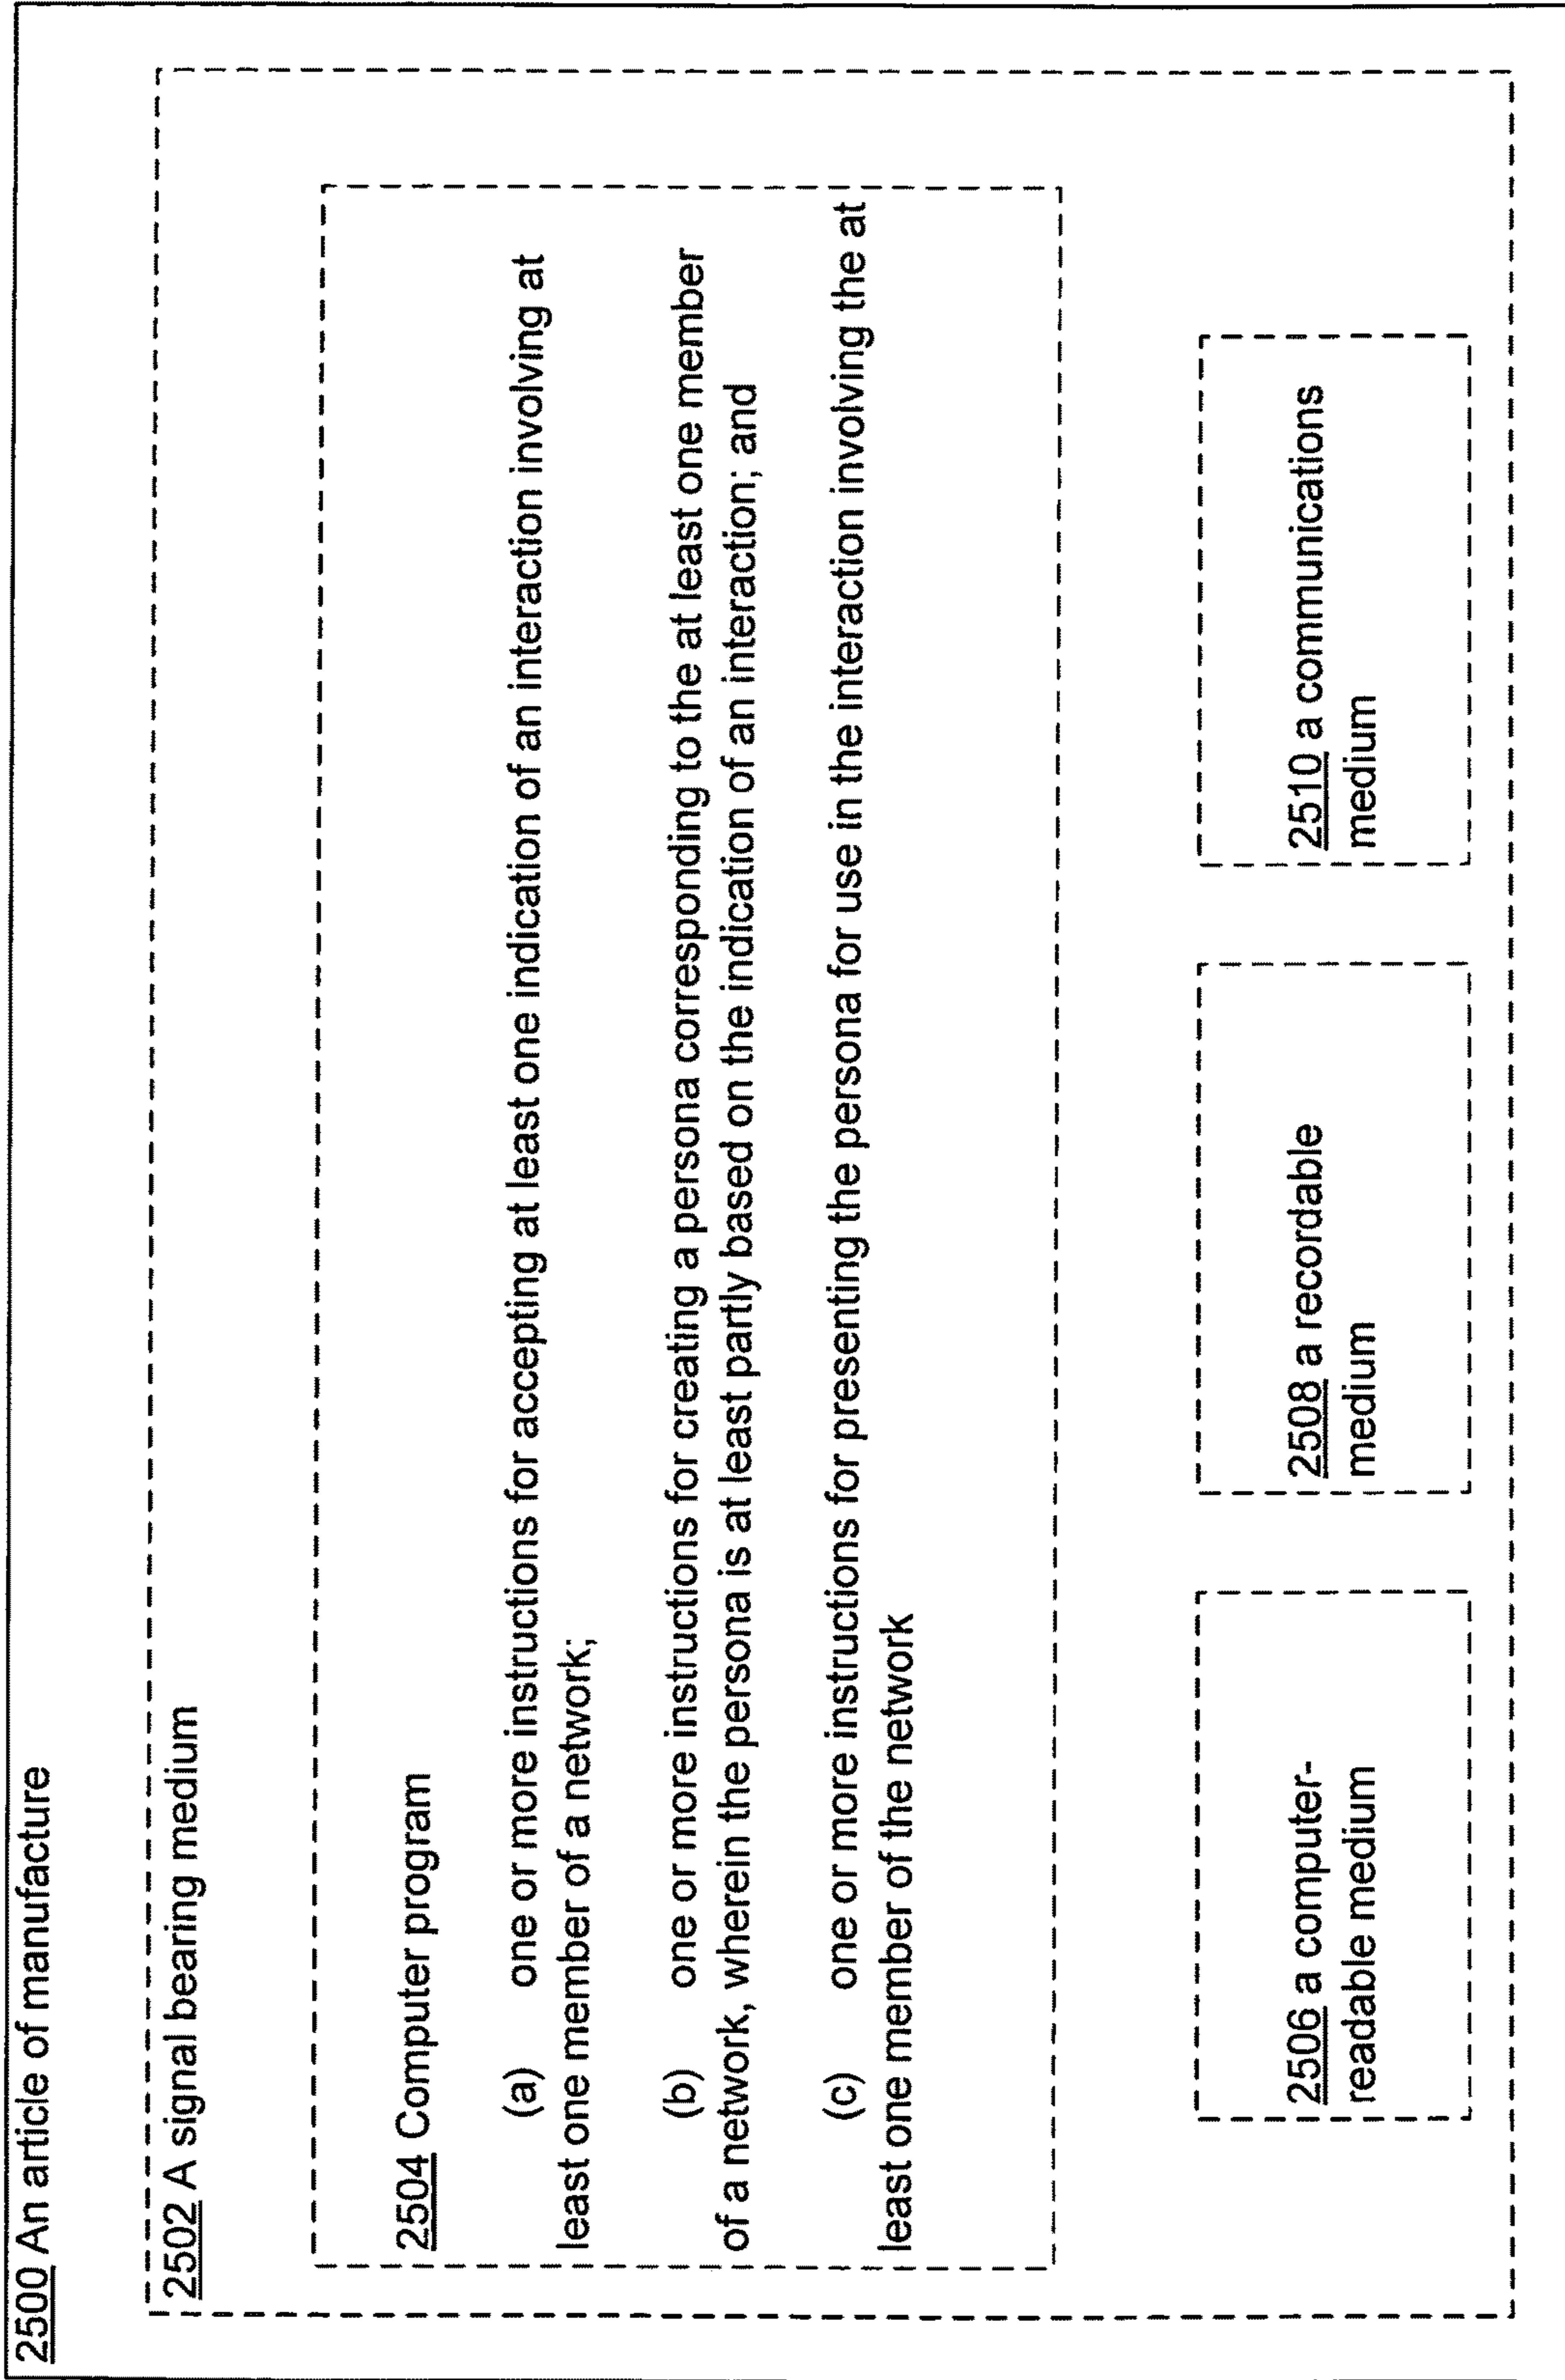 2500 An article of manufacture
2502 A signal bearing medium
2504 Computer program
(a) one or more instructions for accepting at least one indication of an interaction involving at
least one member of a network;
(b) one or more instructions for creating a persona corresponding to the at least one member
of a network, wherein the persona is at least partly based on the indication of an interaction; and
(c) one or more instructions for presenting the persona for use in the interaction involving the at
least one member of the network
2506 a computer-
readable medium
2508 a recordable
medium
2510 a communications
medium